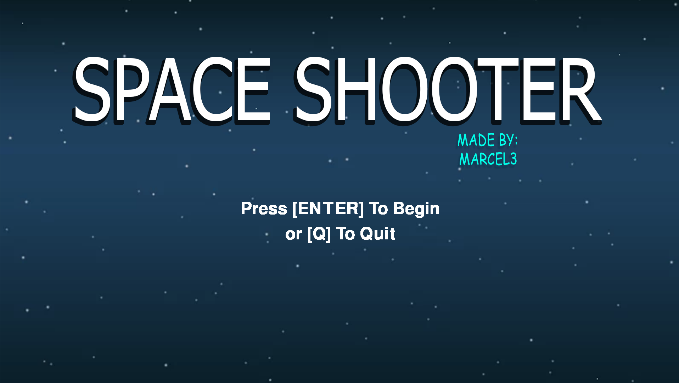 SPACE SHOOTER
MADE BY:
MARCEL3
Press [ENTER] To Begin
or [Q] To Quit